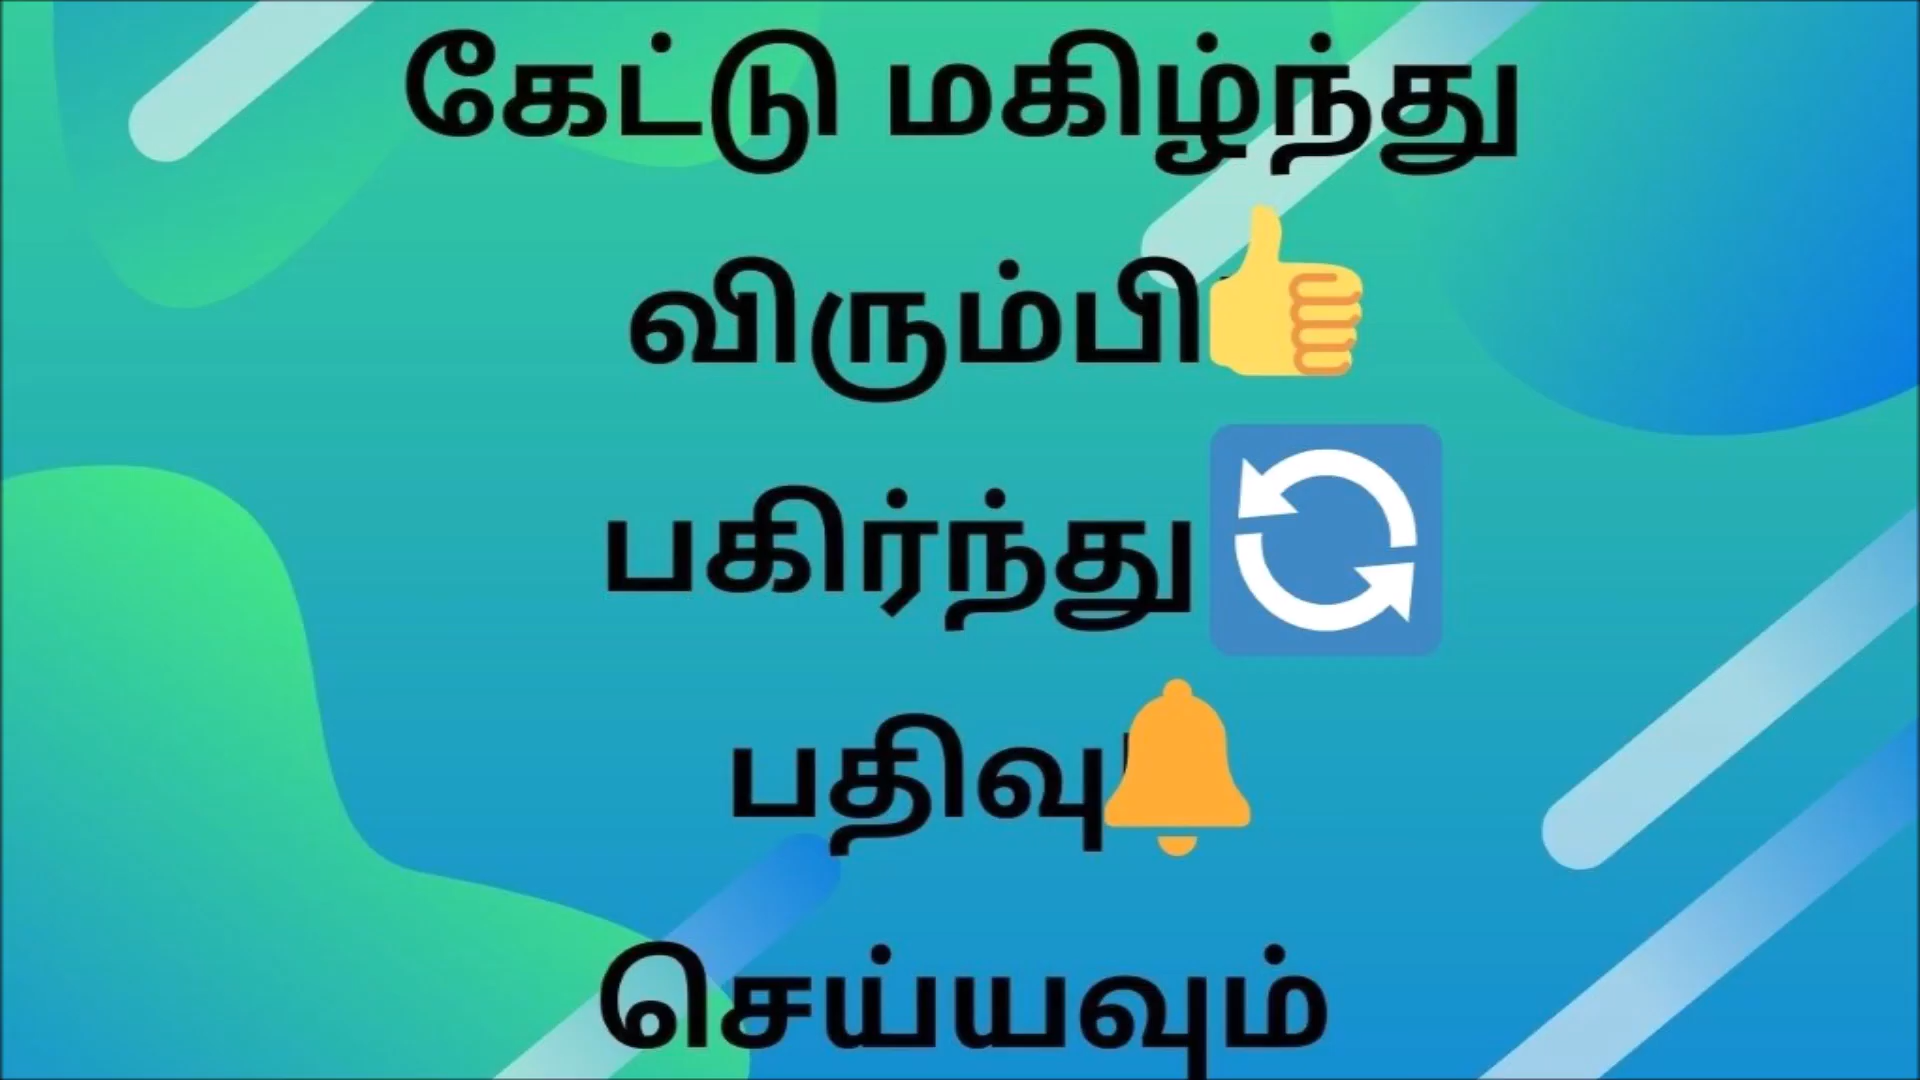 கேட்டு மகிழ்ந்து
விரும்பி
பகிர்ந்து
பதிவு
செய்யவும்